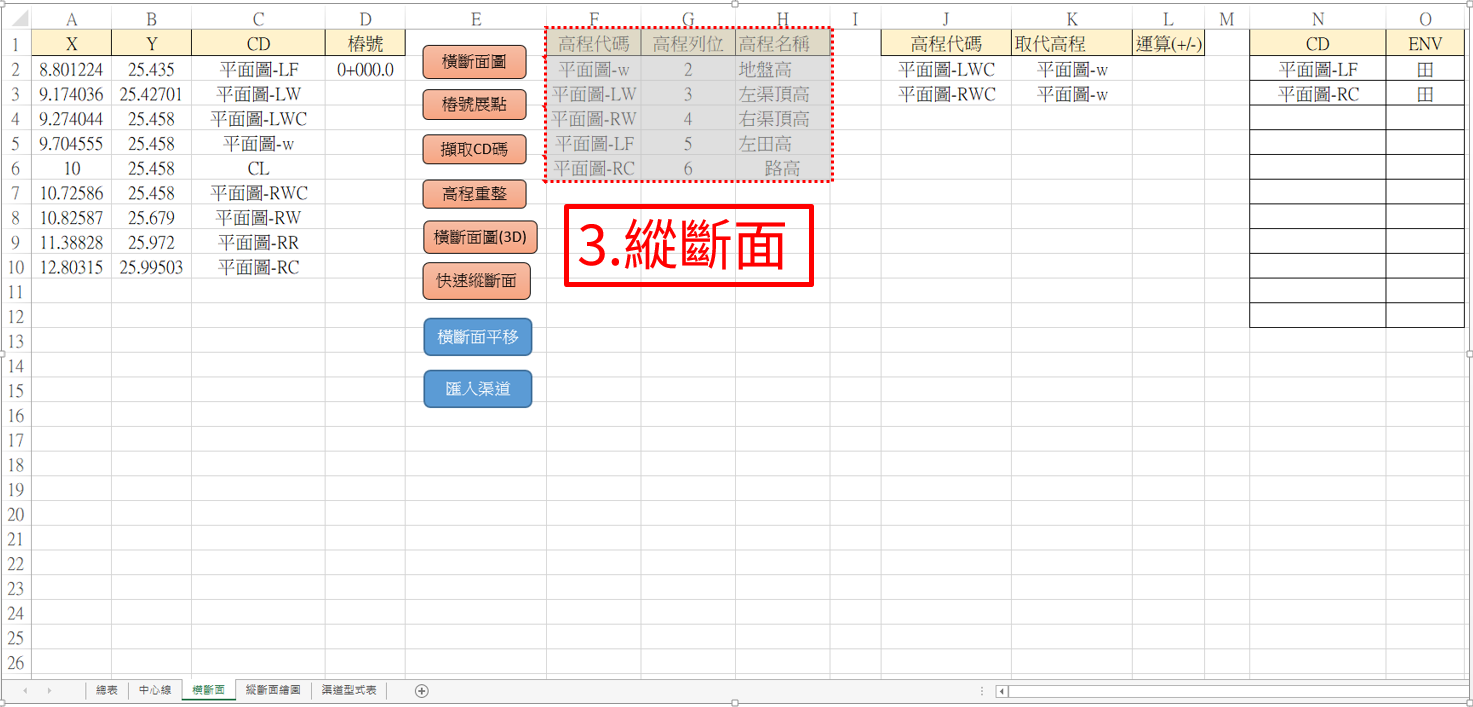 A B C D E F G H I J K L M N O
1 X Y CD 樁號 高程代碼 高程列位 高程名稱 高程代碼 取代高程 運算(+/-) CD ENV
2 8.801224 25.435 平面圖-LF 0+000.0 橫斷面圖 平面圖-w 2 地盤高 平面圖-LWC 平面圖-w 平面圖-LF 田
3 9.174036 25.42701 平面圖-LW 樁號展點 平面圖-LW 3 左渠頂高 平面圖-RWC 平面圖-w 平面圖-RC 田
4 9.274044 25.458 平面圖-LWC 平面圖-RW 4 右渠頂高
5 9.704555 25.458 平面圖-w 擷取CD碼 平面圖-LF 5 左田高
6 10 25.458 CL 平面圖-RC 6 路高
7 10.72586 25.458 平面圖-RWC 高程重整
8 10.82587 25.679 平面圖-RW
9 11.38828 25.972 平面圖-RR 橫斷面圖(3D) 3.縱斷面
10 12.80315 25.99503 平面圖-RC 快速縱斷面
11
12
13 橫斷面平移
14
15 匯入渠道
16
17
18
19
20
21
22
23
24
25
26
總表 中心線 橫斷面 縱斷面繪圖 渠道型式表